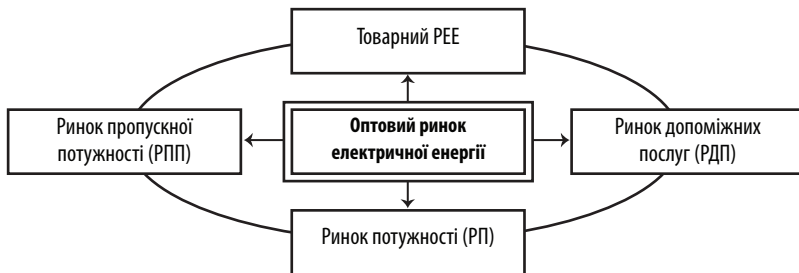 Товарний РЕЕ
Ринок пропускної
потужності (РПП)
Оптовий ринок
електричної енергії
Ринок допоміжних
послуг (РДП)
Ринок потужності (РП)